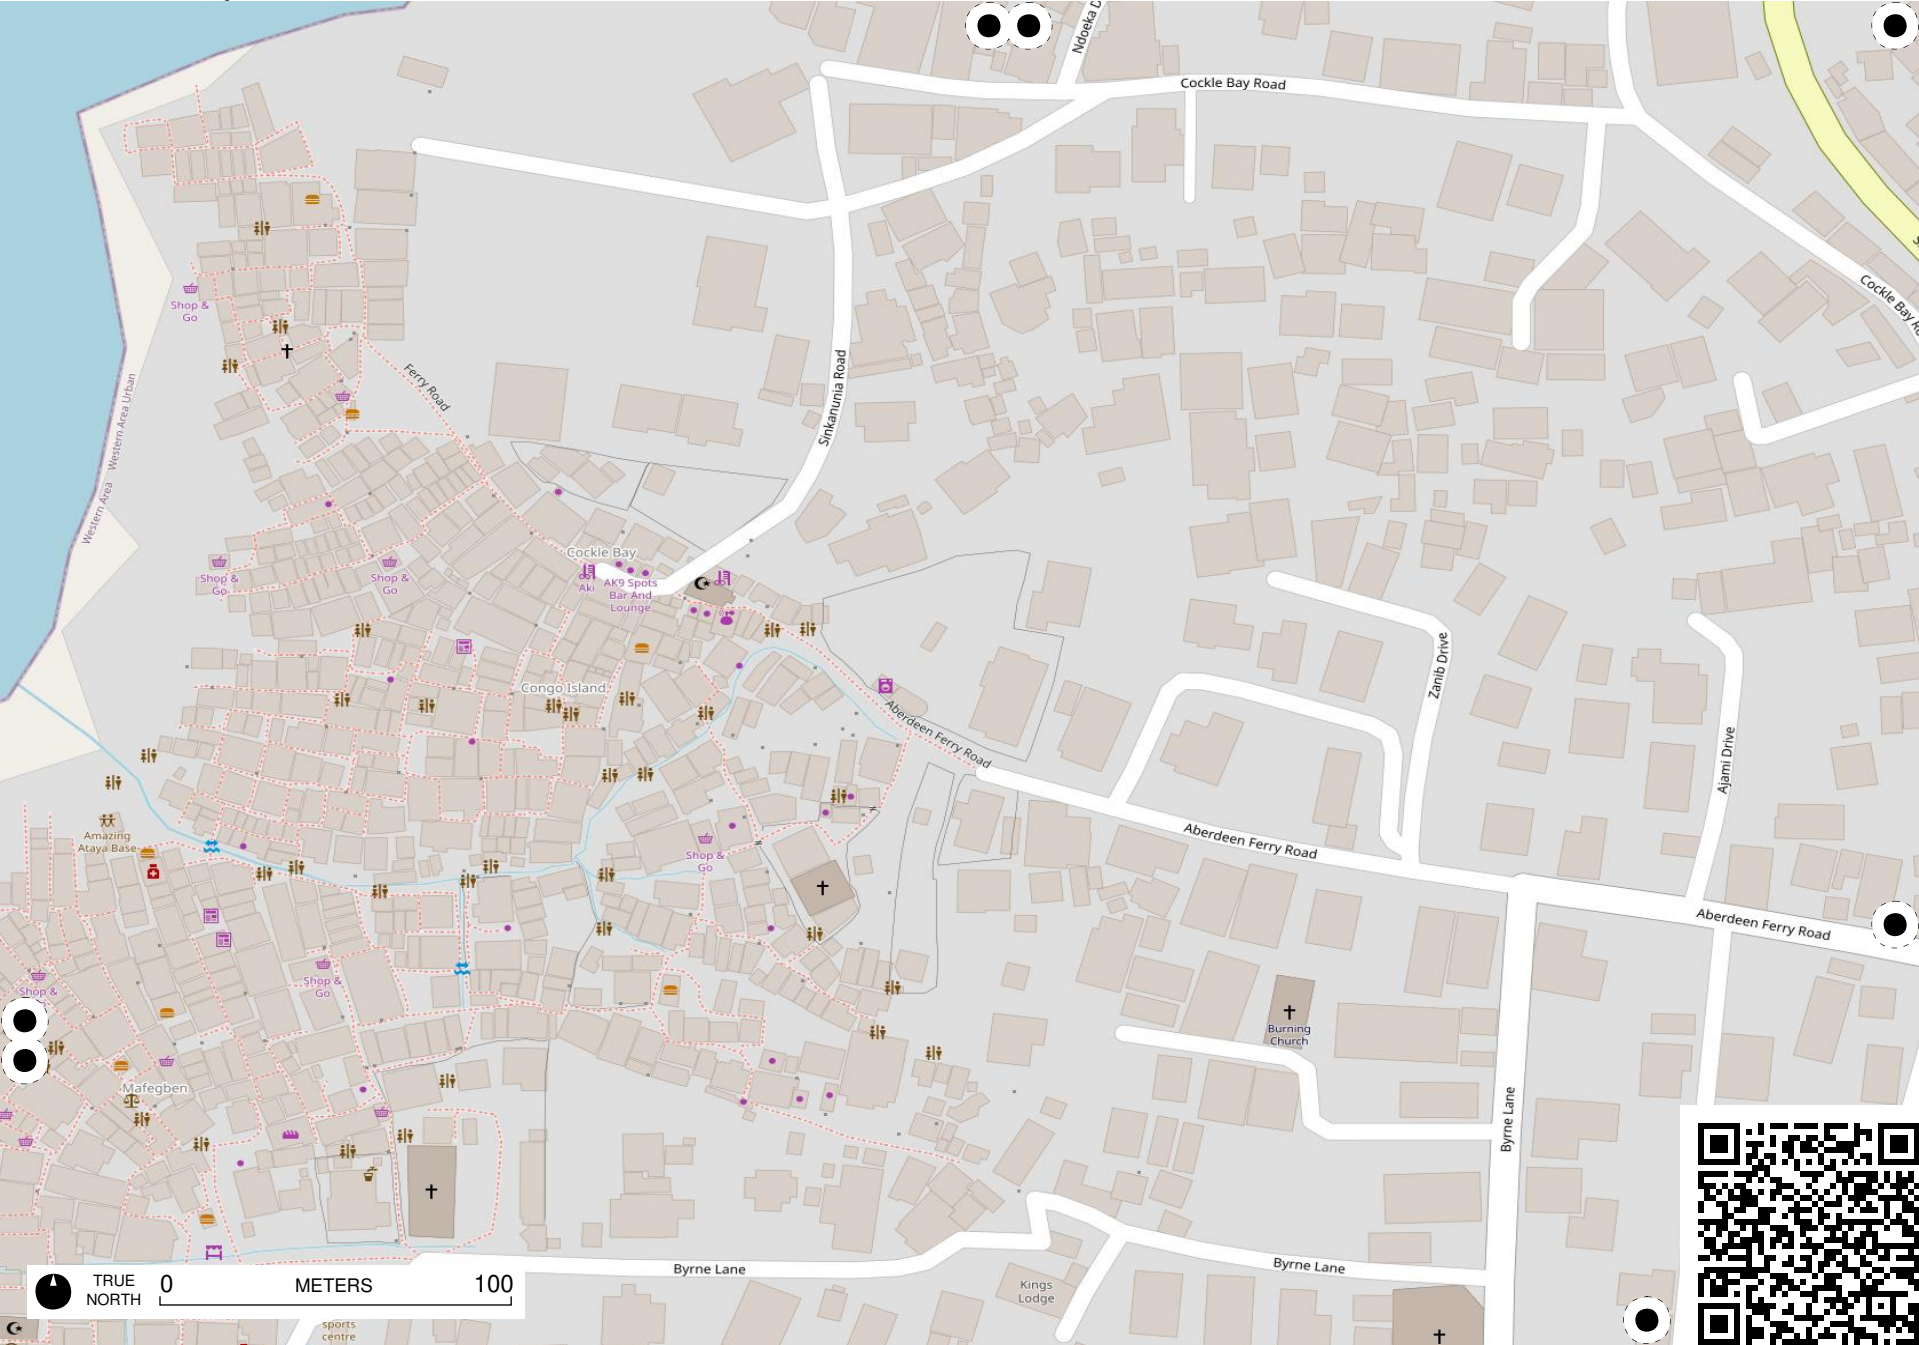 Ndoeka D
Cockle Bay Road
Cockle Bay R
Shop &
Go
Ferry Road
Sinkanunia Road
Western Area Urban
Western Area
Cockle Bay
Aki
AK9 Spots
Bar And
Lounge
Shop &
Go
Shop &
Go
Congo Island
Zanib Drive
Ajami Drive
Aberdeen Ferry Road
Aberdeen Ferry Road
Aberdeen Ferry Road
Amazing
Ataya Base
Shop &
Go
Shop &
Go
Shop &
Burning
Church
Mafegben
Byrne Lane
Byrne Lane
Byrne Lane
Kings
Lodge
TRUE
NORTH
0 METERS 100
sports
centre